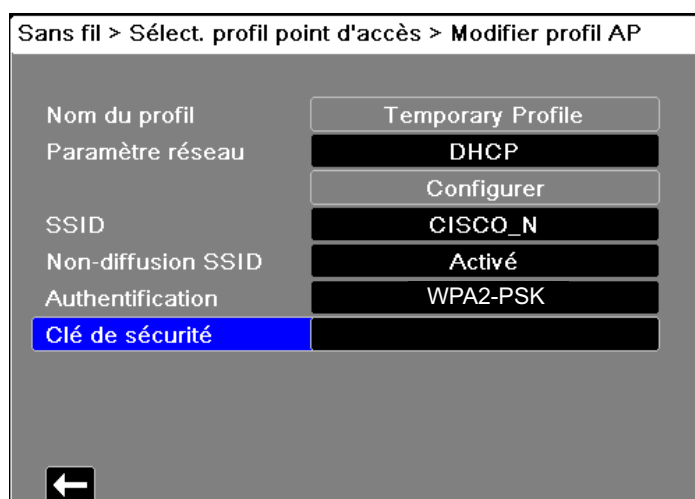 Sans fil > Sélect. profil point d'accès > Modifier profil AP
Nom du profil Temporary Profile
Paramètre réseau DHCP
Configurer
SSID CISCO_N
Non-diffusion SSID Activé
Authentification WPA2-PSK
Clé de sécurité